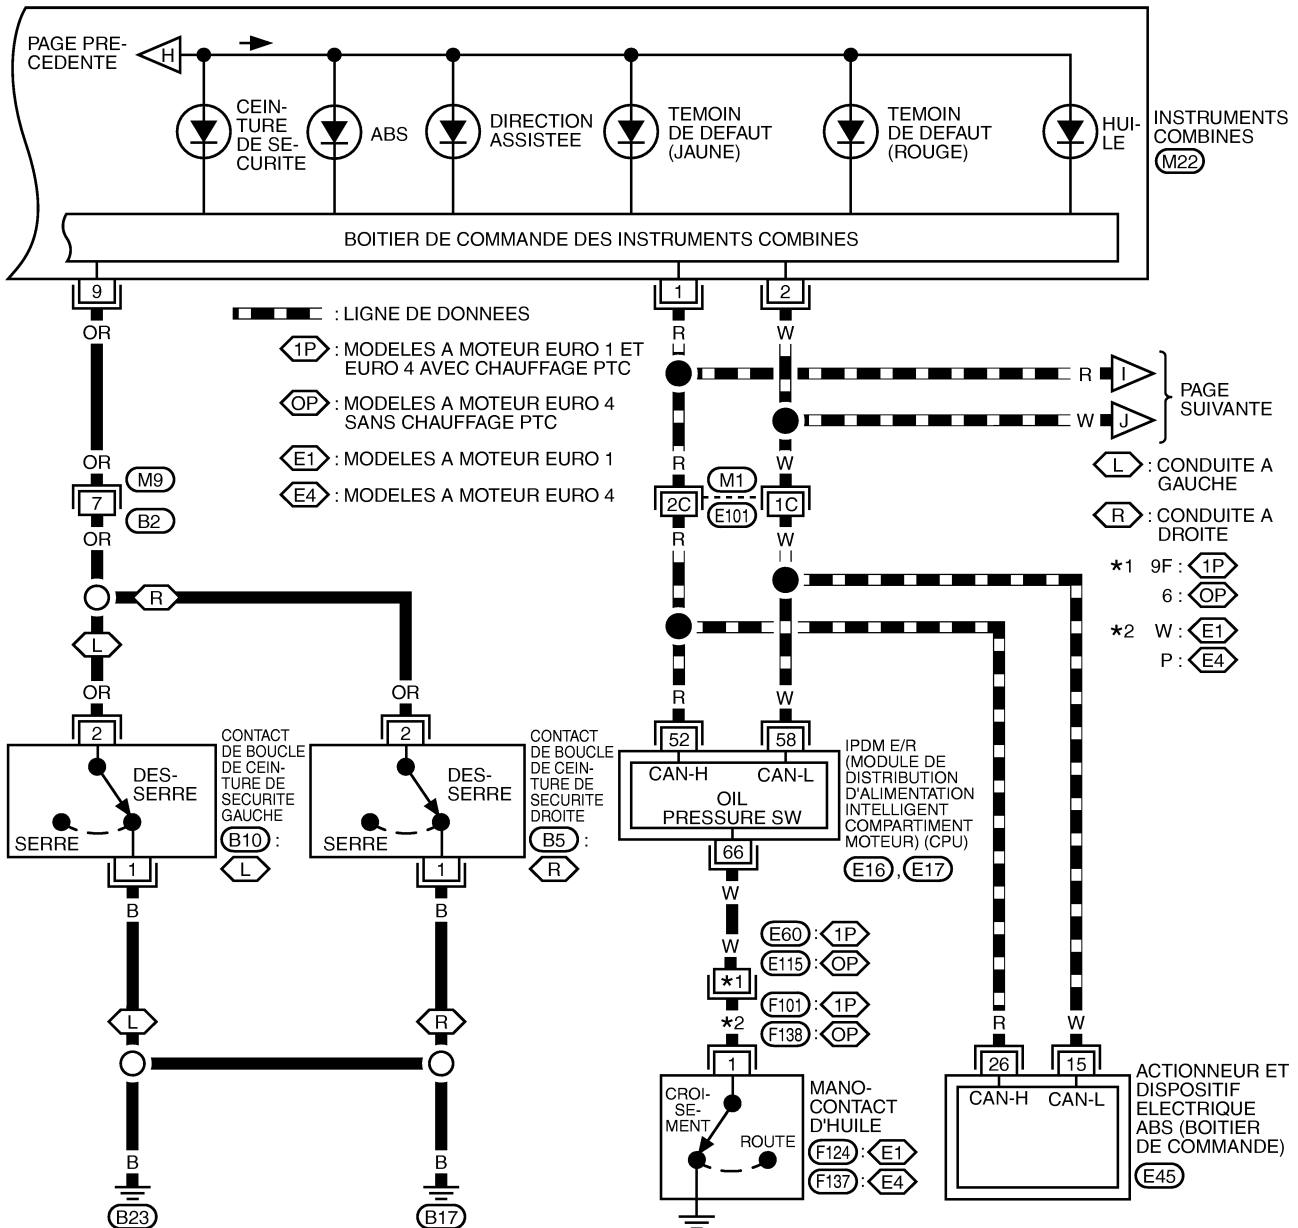 PAGE PRE-
CEDENTE
H
CEIN-
TURE
DE SE-
CURITE
ABS
DIRECTION
ASSISTEE
TEMOIN
DE DEFAUT
(JAUNE)
TEMOIN
DE DEFAUT
(ROUGE)
HUI-
LE
INSTRUMENTS
COMBINES
M22
BOITIER DE COMMANDE DES INSTRUMENTS COMBINES
9
1
2
OR
R
W
: LIGNE DE DONNEES
1P : MODELES A MOTEUR EURO 1 ET
EURO 4 AVEC CHAUFFAGE PTC
OP : MODELES A MOTEUR EURO 4
SANS CHAUFFAGE PTC
E1 : MODELES A MOTEUR EURO 1
E4 : MODELES A MOTEUR EURO 4
R I
W J
PAGE
SUIVANTE
L : CONDUITE A
GAUCHE
R : CONDUITE A
DROITE
*1 9F : 1P
6 : OP
*2 W : E1
P : E4
OR
7
M9
B2
OR
R
L
OR
OR
R
W
2C
M1
E101
1C
R
W
R
W
2
DES-
SERRE
SERRE
1
CONTACT
DE BOUCLE
DE CEIN-
TURE DE
SECURITE
GAUCHE
B10 :
L
2
DES-
SERRE
SERRE
1
CONTACT
DE BOUCLE
DE CEIN-
TURE DE
SECURITE
DROITE
B5 :
R
52
58
CAN-H
CAN-L
OIL
PRESSURE SW
66
IPDM E/R
(MODULE DE
DISTRIBUTION
D'ALIMENTATION
INTELLIGENT
COMPARTIMENT
MOTEUR) (CPU)
E16 , E17
B
B
L
R
B
B
B23
B17
W
W
*1
*2
E60 : 1P
E115 : OP
F101 : 1P
F138 : OP
1
CROI-
SE-
MENT
ROUTE
MANO-
CONTACT
D'HUILE
F124 : E1
F137 : E4
R
W
26
15
CAN-H
CAN-L
ACTIONNEUR ET
DISPOSITIF
ELECTRIQUE
ABS (BOITIER
DE COMMANDE)
E45